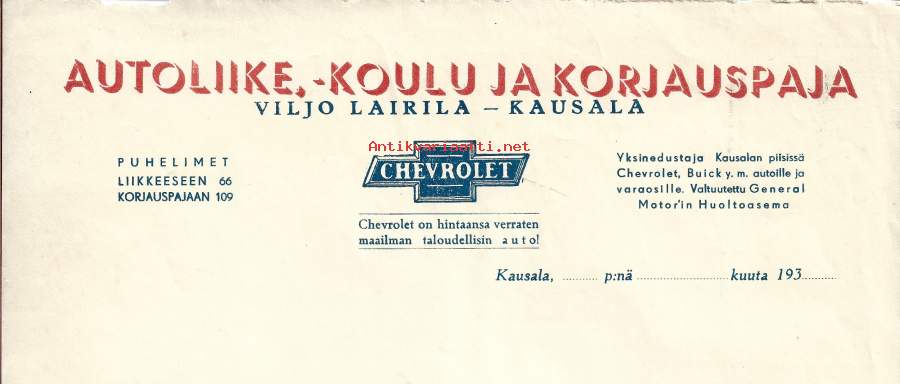 AUTOLIIKE, -KOULU JA KORJAUSPAJA
VILJO LAIRILA – KAUSALA
PUHELIMET
LIIKKEESEEN 66
KORJAUSPAJAAN 109
Antikvariaatti.net
CHEVROLET
Chevrolet on hintaansa verraten
maailman taloudellisin auto!
Yksinedustaja Kausalan piisissä
Chevrolet, Buick y. m. autoille ja
varaosille. Valtuutettu General
Motor'in Huoltoasema
Kausala, ........... p:nä ............................ kuuta 193...........